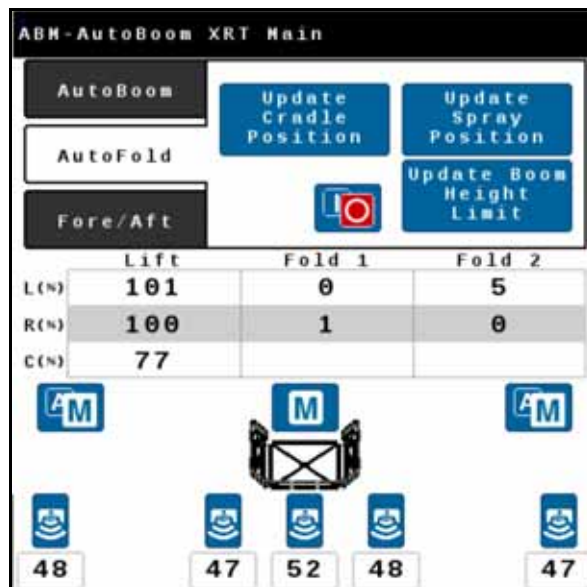 ABM-AutoBoom XRT Main
AutoBoom
AutoFold
Fore/Aft
Update
Cradle
Position
Update
Spray
Position
Update Boom
Height
Limit
Lift Fold 1 Fold 2
L(%) 101 0 5
R(%) 100 1 0
C(%) 77
A M M A M
48 47 52 48 47